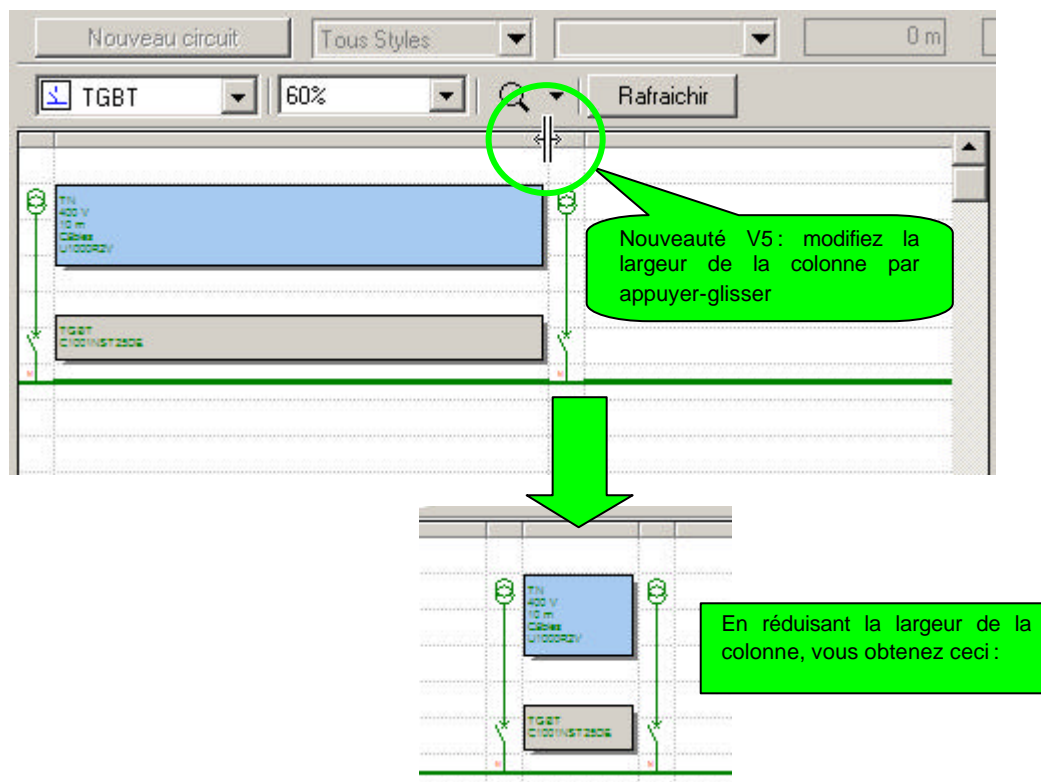 Nouveau circuit Tous Styles 0 m
TGBT 60% Rafraichir
TN
400 V
10 m
Câbles
U1000R2V
Nouveauté V5 : modifiez la
largeur de la colonne par
appuyer-glisser
TGBT
TN
400 V
10 m
Câbles
U1000R2V
En réduisant la largeur de la
colonne, vous obtenez ceci :
TGBT